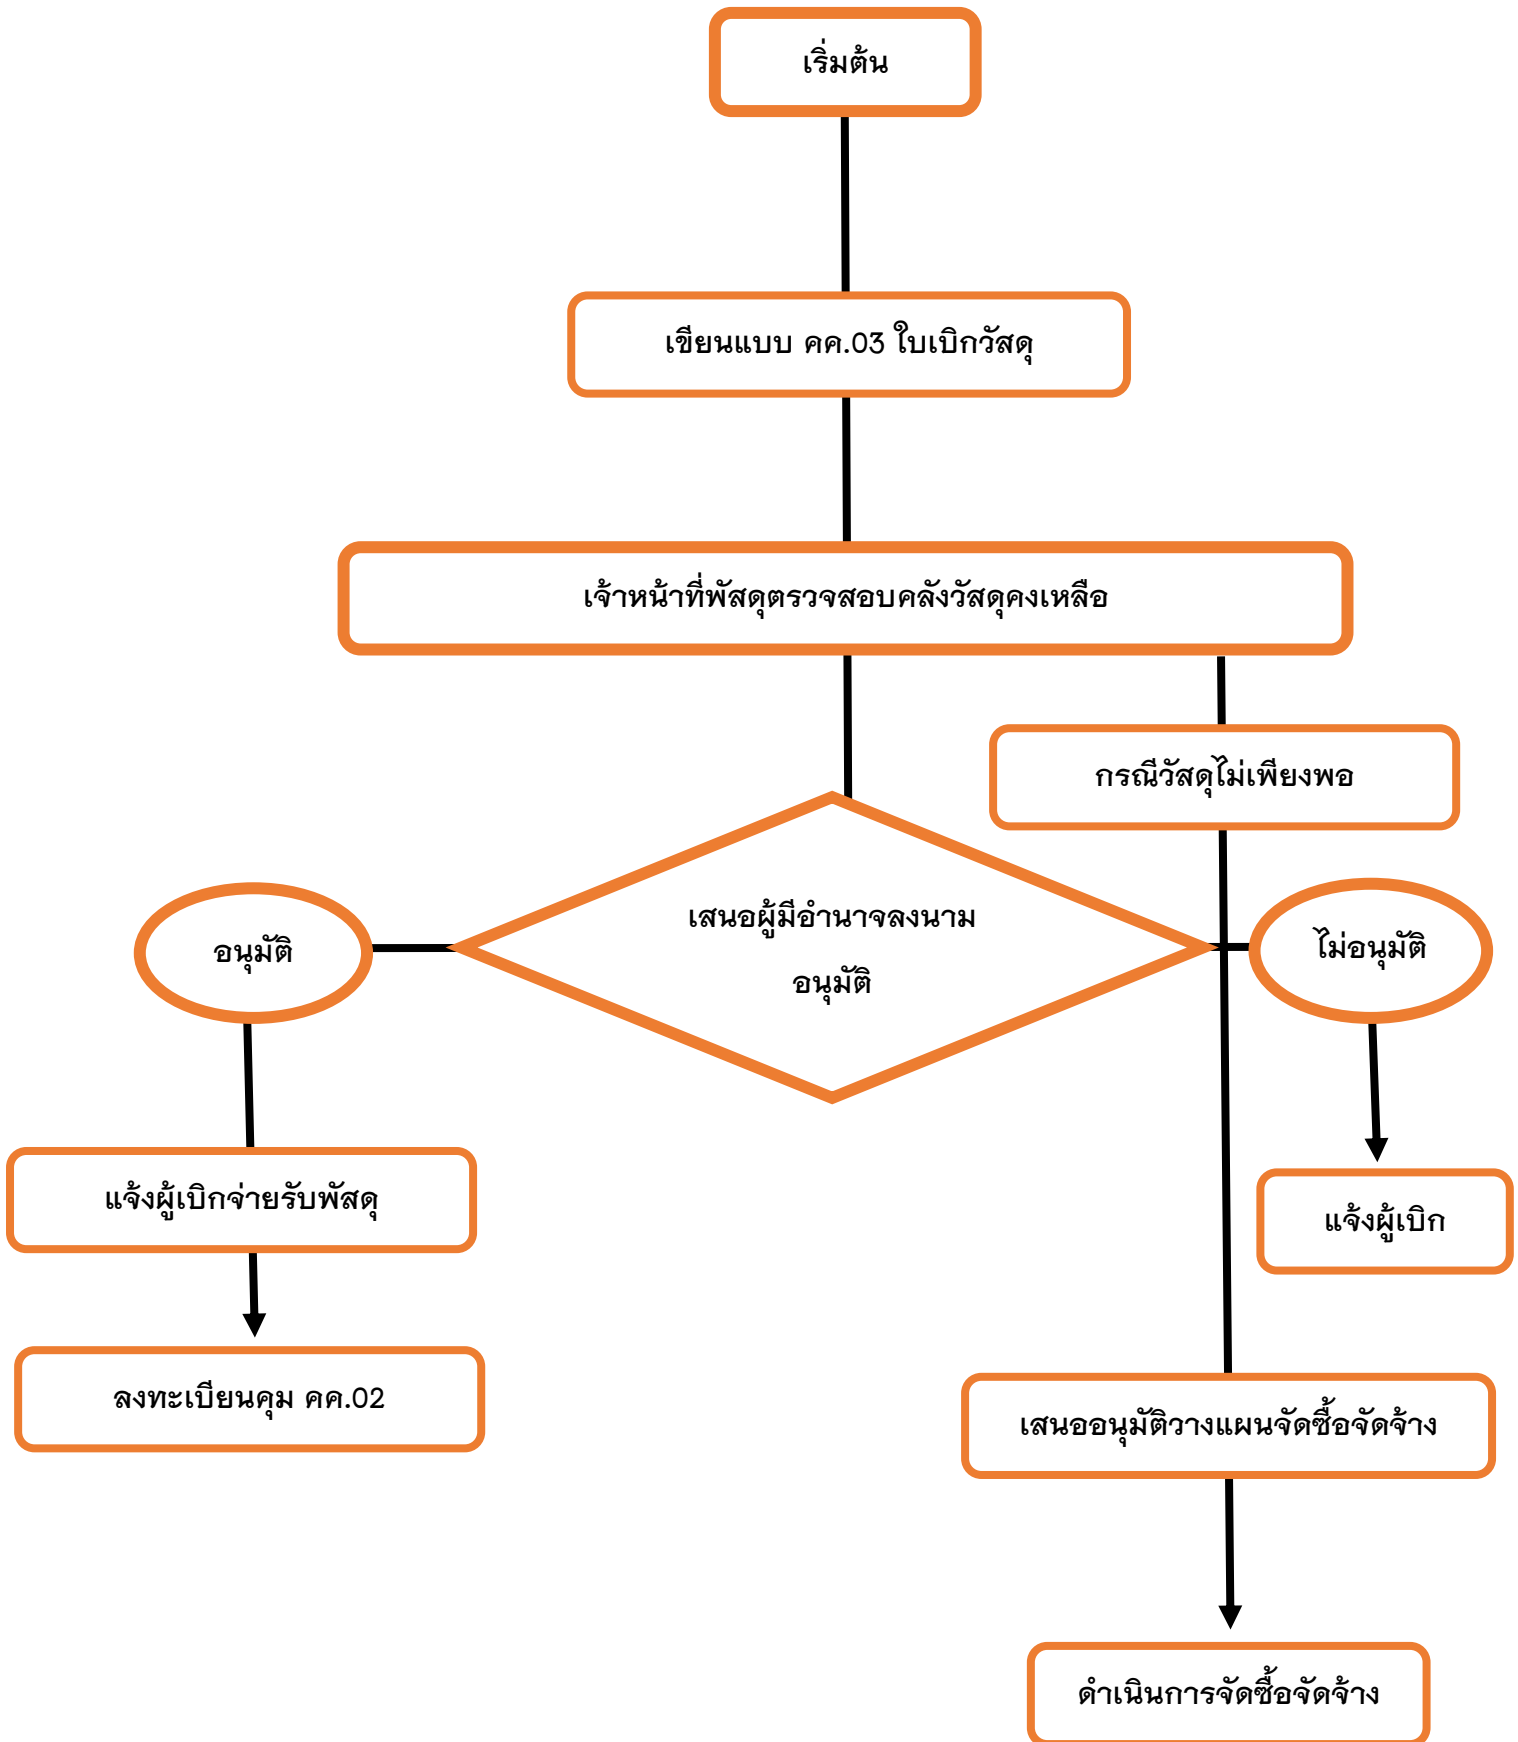 เริ่มต้น
เขียนแบบ คค.03 ใบเบิกวัสดุ
เจ้าหน้าที่พัสดุตรวจสอบคลังวัสดุคงเหลือ
กรณีวัสดุไม่เพียงพอ
เสนอผู้มีอำนาจลงนาม
อนุมัติ
อนุมัติ
ไม่อนุมัติ
แจ้งผู้เบิกจ่ายรับพัสดุ
แจ้งผู้เบิก
ลงทะเบียนคุม คค.02
เสนออนุมัติวางแผนจัดซื้อจัดจ้าง
ดำเนินการจัดซื้อจัดจ้าง